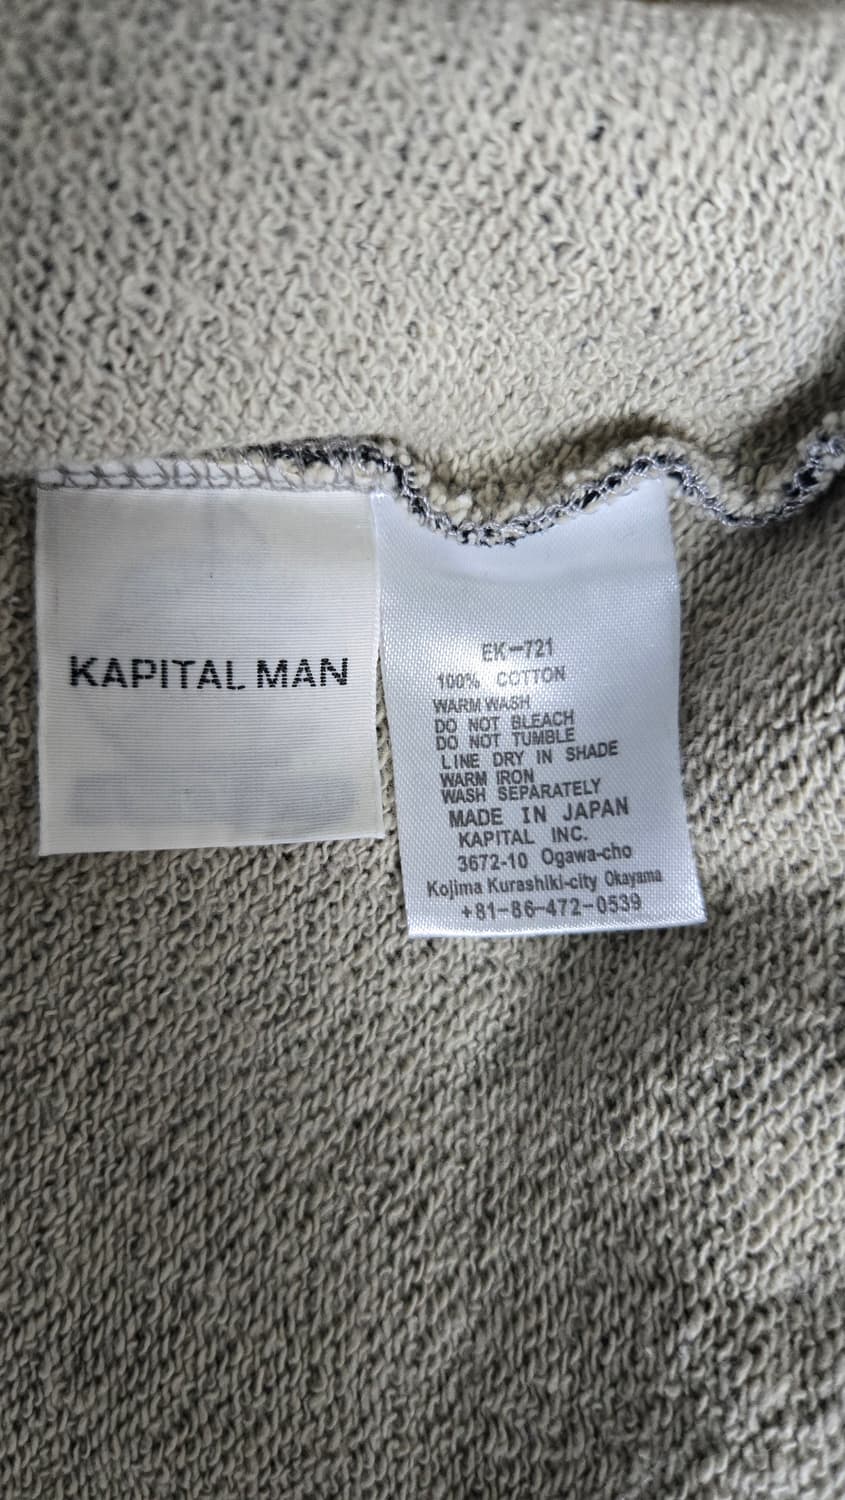 KAPITAL MAN
EK-721
100% COTTON
WARM WASH
DO NOT BLEACH
DO NOT TUMBLE
LINE DRY IN SHADE
WARM IRON
WASH SEPARATELY
MADE IN JAPAN
KAPITAL INC.
3672-10 Ogawa-cho
Kojima Kurashiki-city Okayama
+81-86-472-0539